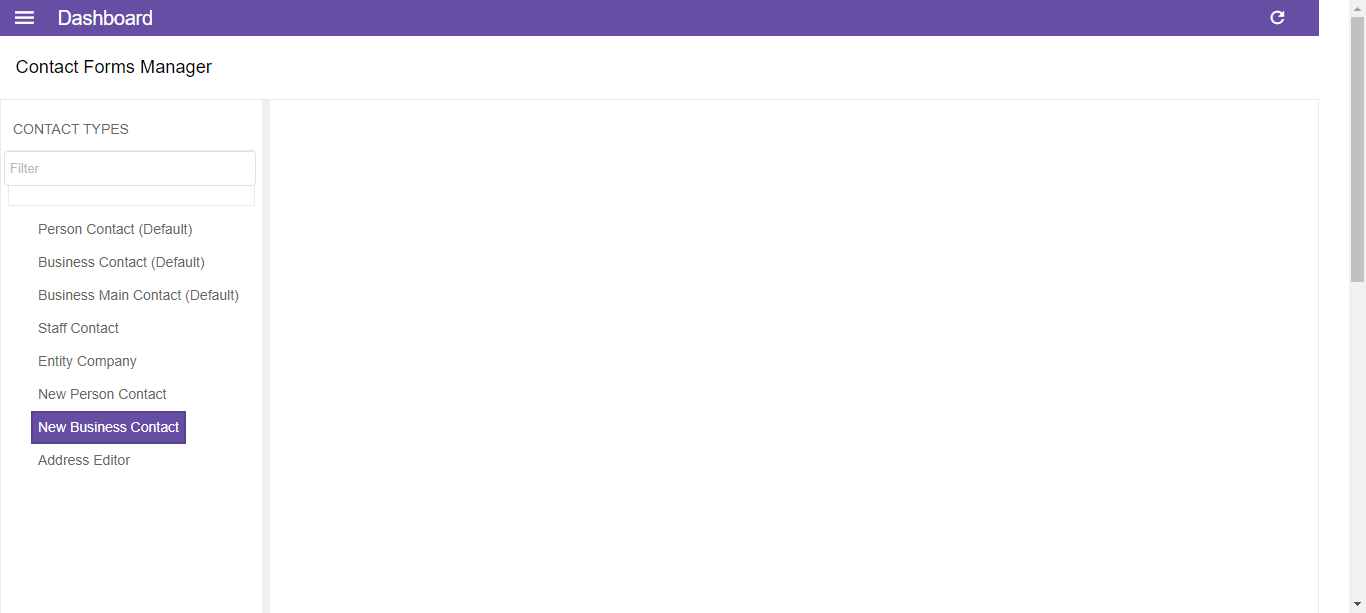 Dashboard
Contact Forms Manager
CONTACT TYPES
Filter
Person Contact (Default)
Business Contact (Default)
Business Main Contact (Default)
Staff Contact
Entity Company
New Person Contact
New Business Contact
Address Editor